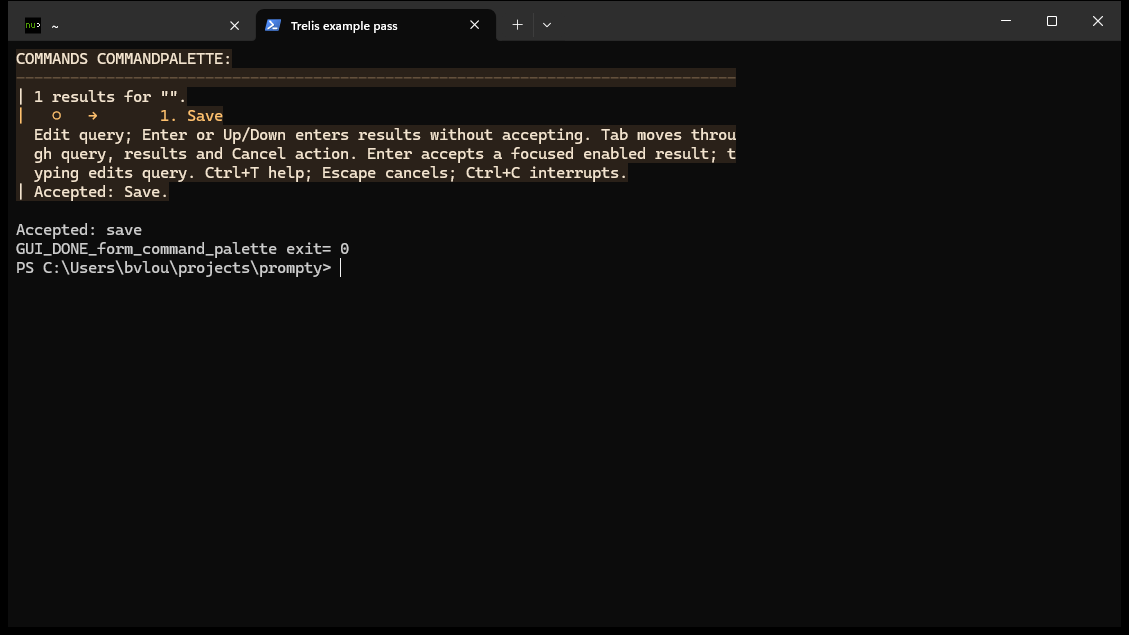 nu> ~
Trelis example pass
COMMANDS COMMANDPALETTE:
| 1 results for "".
| ○ → 1. Save
Edit query; Enter or Up/Down enters results without accepting. Tab moves throu
gh query, results and Cancel action. Enter accepts a focused enabled result; t
yping edits query. Ctrl+T help; Escape cancels; Ctrl+C interrupts.
| Accepted: Save.
Accepted: save
GUI_DONE_form_command_palette exit= 0
PS C:\Users\bvlou\projects\prompty>